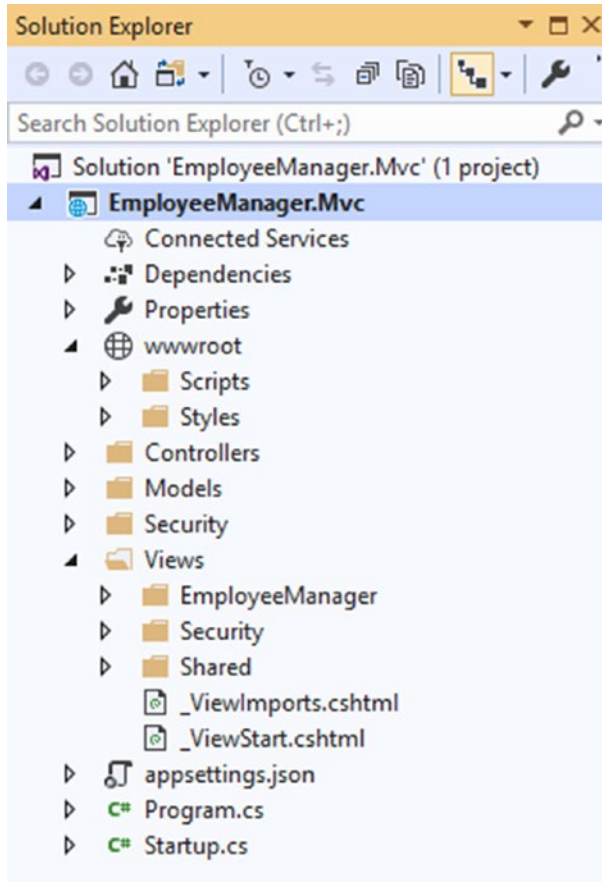 Solution Explorer
Search Solution Explorer (Ctrl+;)
Solution 'EmployeeManager.Mvc' (1 project)
EmployeeManager.Mvc
Connected Services
Dependencies
Properties
wwwroot
Scripts
Styles
Controllers
Models
Security
Views
EmployeeManager
Security
Shared
_ViewImports.cshtml
_ViewStart.cshtml
appsettings.json
C# Program.cs
C# Startup.cs